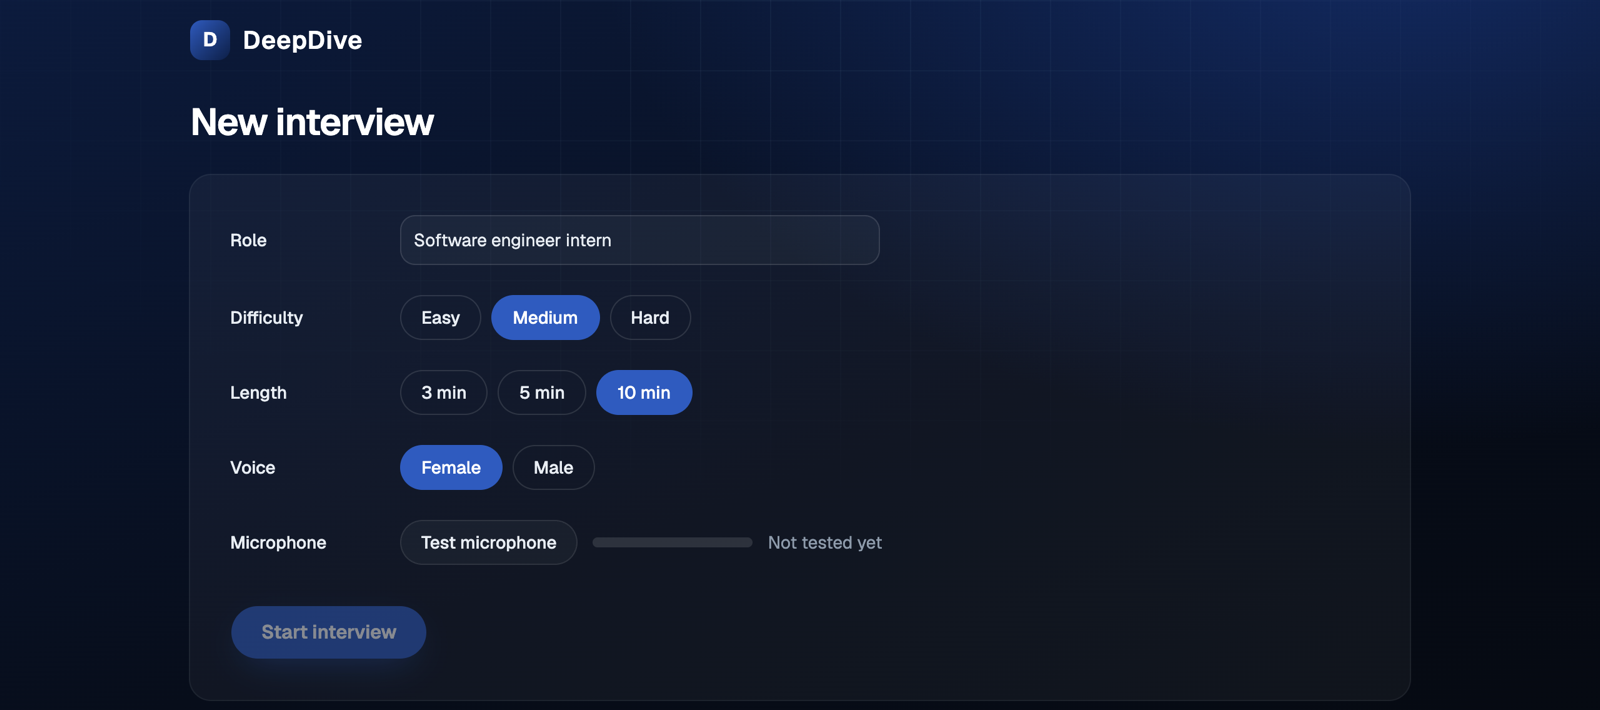 D DeepDive
New interview
Role Software engineer intern
Difficulty Easy Medium Hard
Length 3 min 5 min 10 min
Voice Female Male
Microphone Test microphone Not tested yet
Start interview